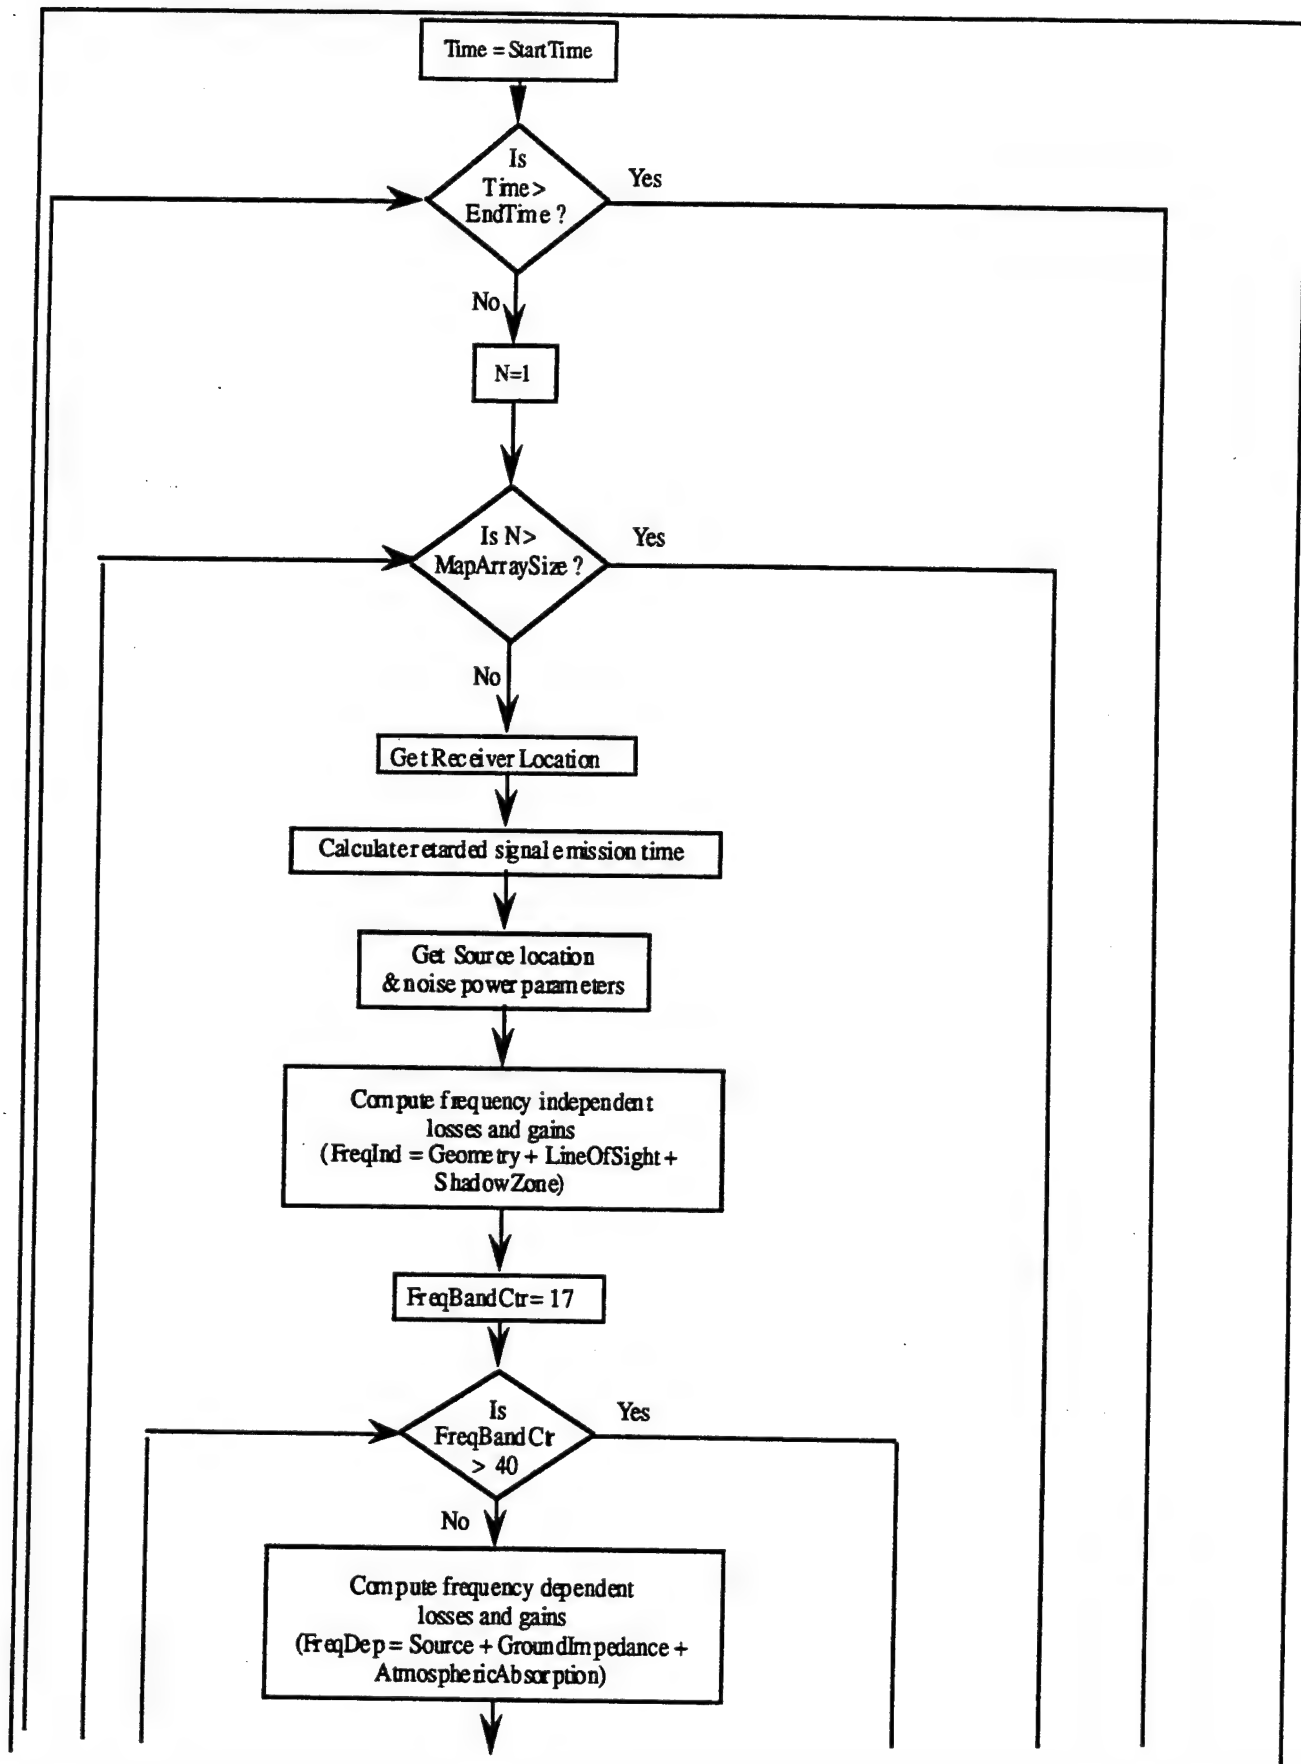 Time = StartTime
Is
Time >
EndTime ?
Yes
No
N=1
Is N>
MapArraySize ?
Yes
No
Get Receiver Location
Calculate retarded signal emission time
Get Source location
& noise power parameters
Compute frequency independent
losses and gains
(FreqInd = Geometry + LineOfSight +
ShadowZone)
FreqBandCtr = 17
Is
FreqBandCtr
> 40
Yes
No
Compute frequency dependent
losses and gains
(FreqDep = Source + GroundImpedance +
AtmosphericAbsorption)